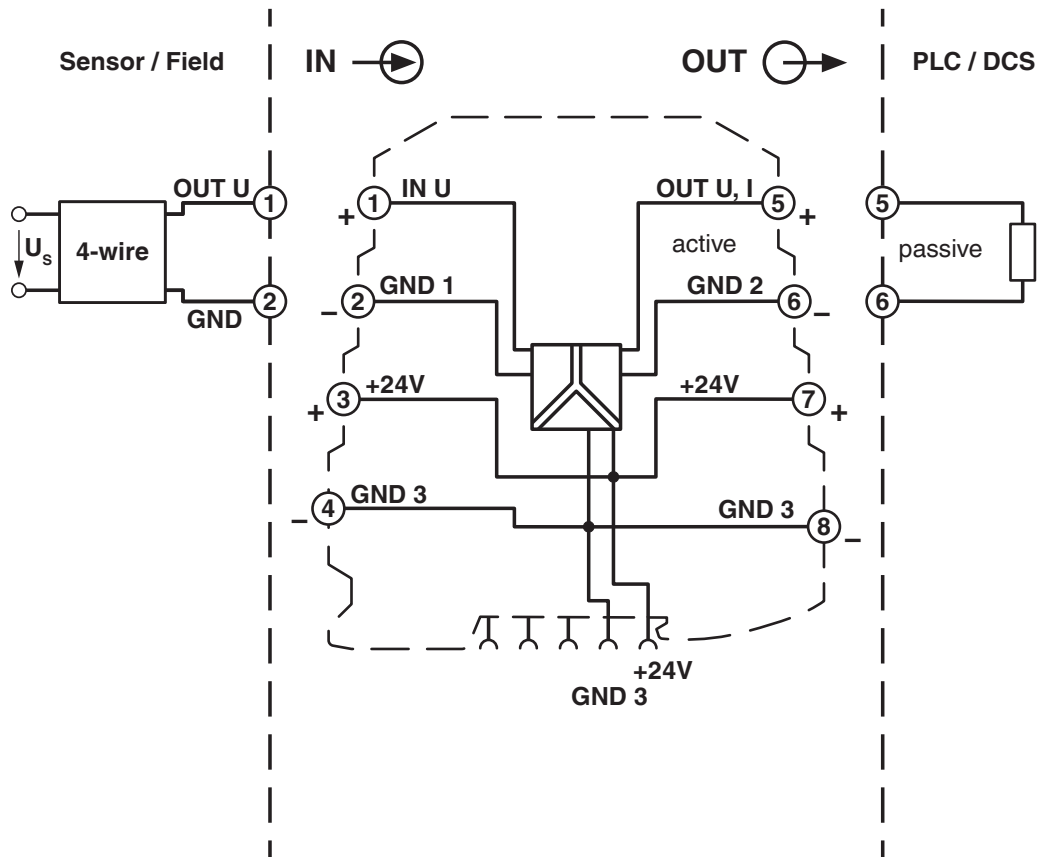 Sensor / Field
IN
OUT
PLC / DCS
OUT U
1
4-wire
Us
2
GND
+ 1 IN U
OUT U, I 5 +
active
– 2 GND 1
GND 2 6 –
+ 3 +24V
+24V 7 +
– 4 GND 3
GND 3 8 –
+24V
GND 3
5
passive
6